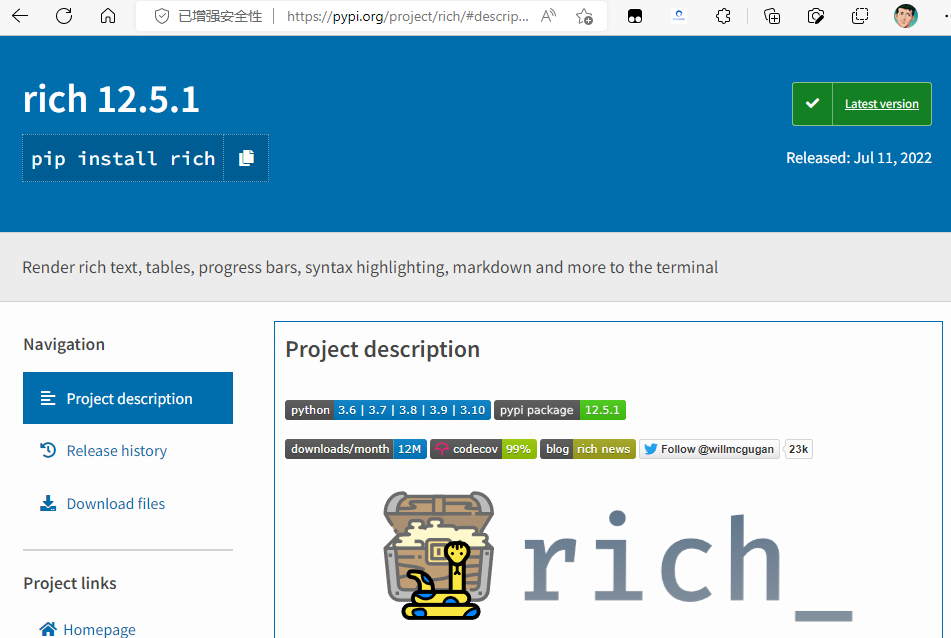 已增强安全性
https://pypi.org/project/rich/#descrip...
rich 12.5.1
pip install rich
Latest version
Released: Jul 11, 2022
Render rich text, tables, progress bars, syntax highlighting, markdown and more to the terminal
Navigation
Project description
Release history
Download files
Project links
Homepage
Project description
python 3.6 | 3.7 | 3.8 | 3.9 | 3.10 pypi package 12.5.1
downloads/month 12M codecov 99% blog rich news Follow @willmcgugan 23k
rich_